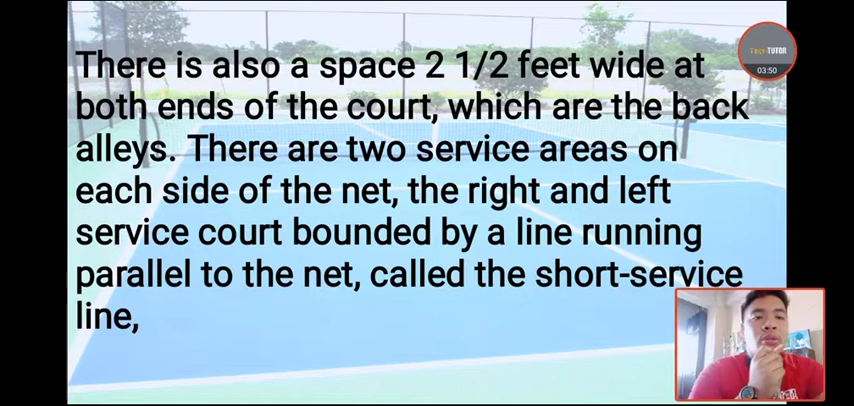 There is also a space 2 1/2 feet wide at
both ends of the court, which are the back
alleys. There are two service areas on
each side of the net, the right and left
service court bounded by a line running
parallel to the net, called the short-service
line,
03:50